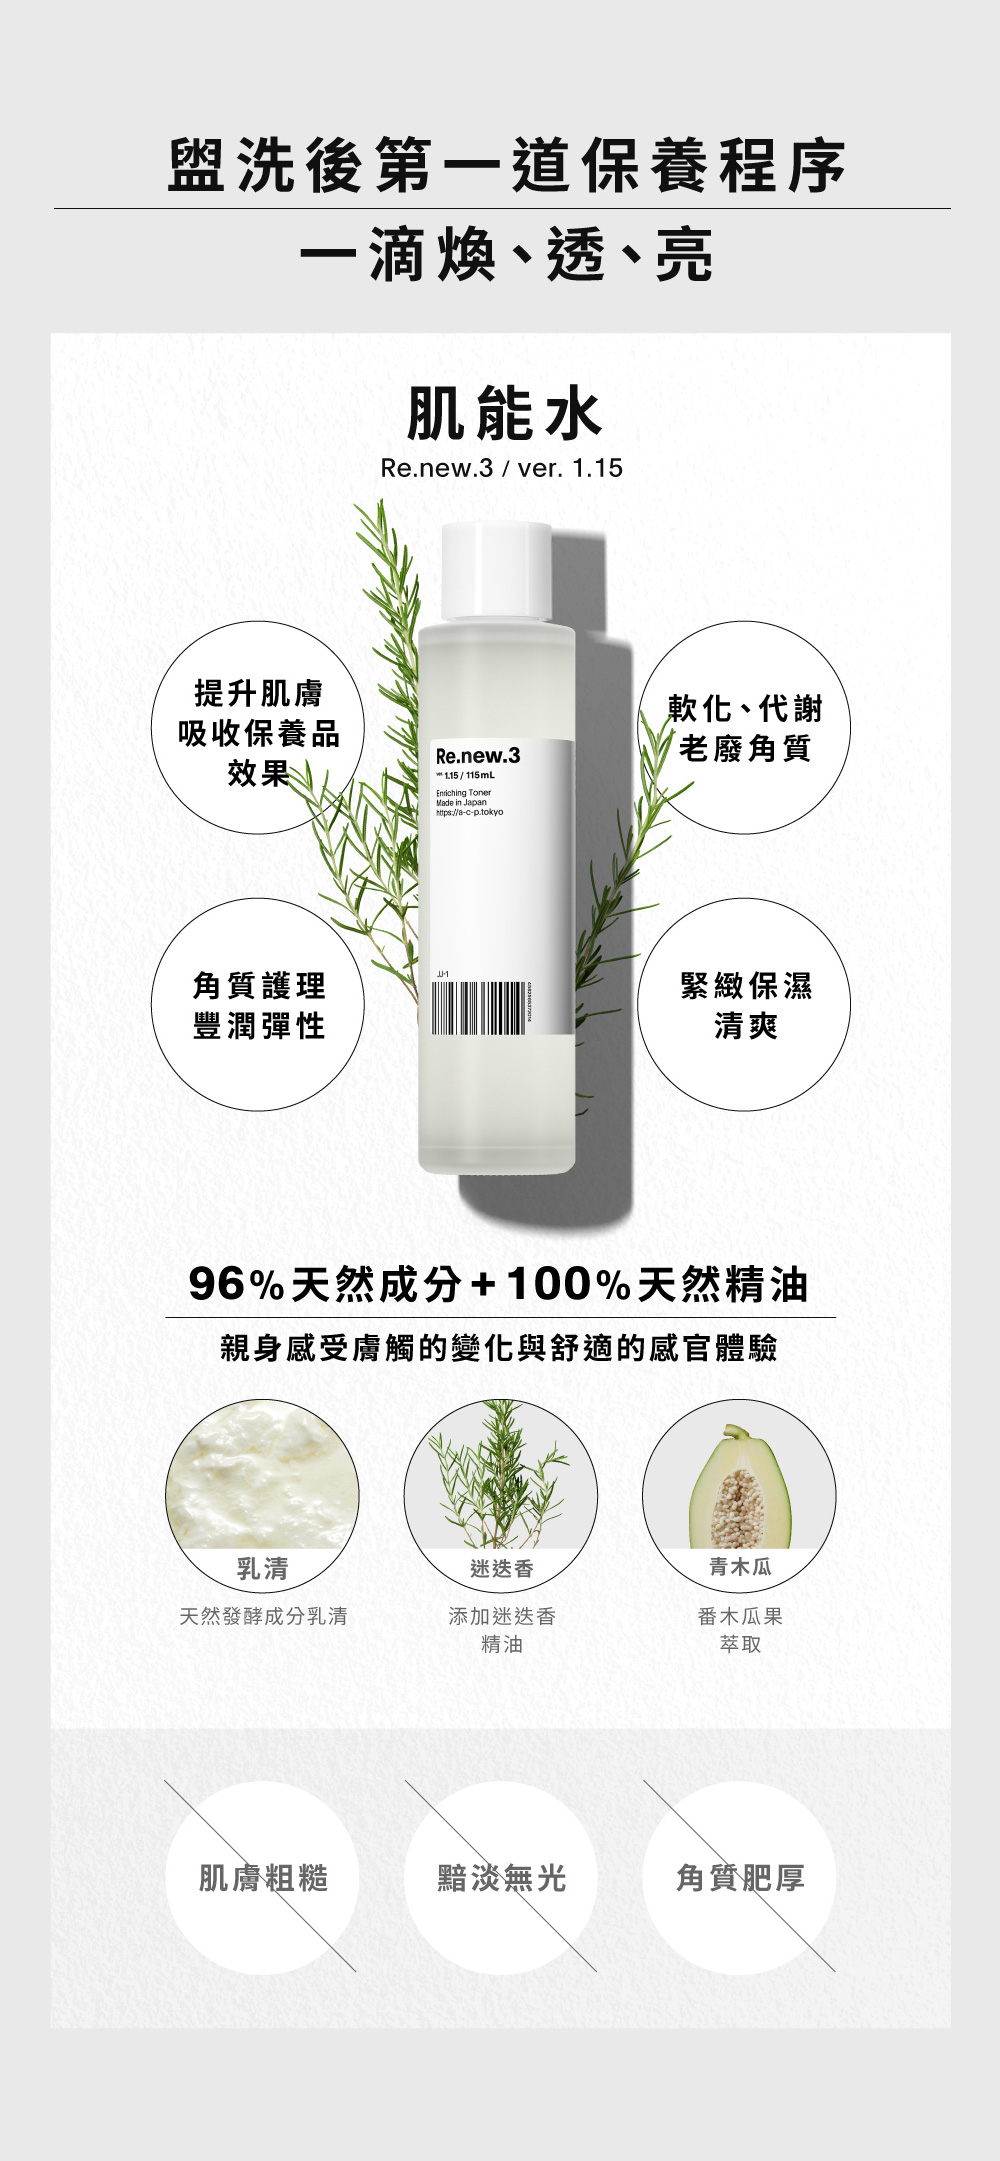 盥洗後第一道保養程序
一滴煥、透、亮
肌能水
Re.new.3 / ver. 1.15
提升肌膚
吸收保養品
效果
軟化、代謝
老廢角質
Re.new.3
ver. 1.15 / 115mL
Enriching Toner
Made in Japan
https://a-c-p.tokyo
角質護理
豐潤彈性
緊緻保濕
清爽
JJ-1
96%天然成分+100%天然精油
親身感受膚觸的變化與舒適的感官體驗
乳清
迷迭香
青木瓜
天然發酵成分乳清
添加迷迭香
精油
番木瓜果
萃取
肌膚粗糙
黯淡無光
角質肥厚